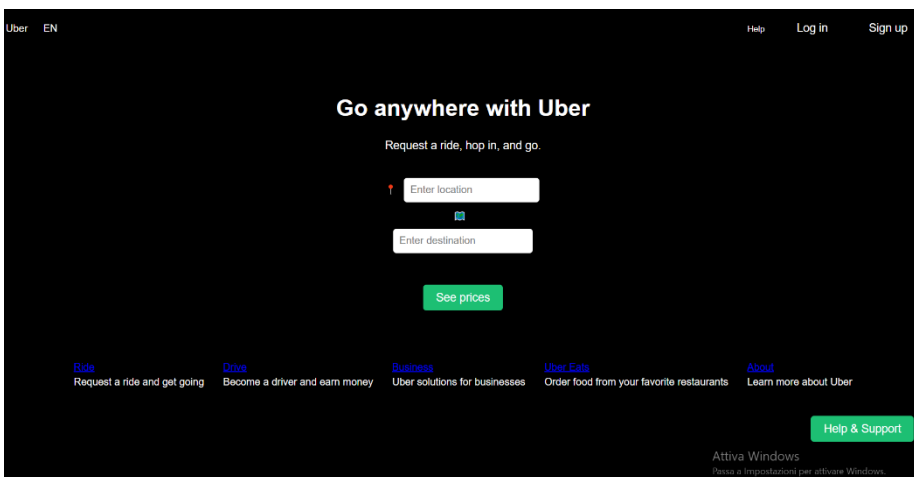 Uber EN Help Log in Sign up
Go anywhere with Uber
Request a ride, hop in, and go.
Enter location
Enter destination
See prices
Ride Drive Business Uber Eats About
Request a ride and get going Become a driver and earn money Uber solutions for businesses Order food from your favorite restaurants Learn more about Uber
Help & Support
Attiva Windows
Passa a Impostazioni per attivare Windows.